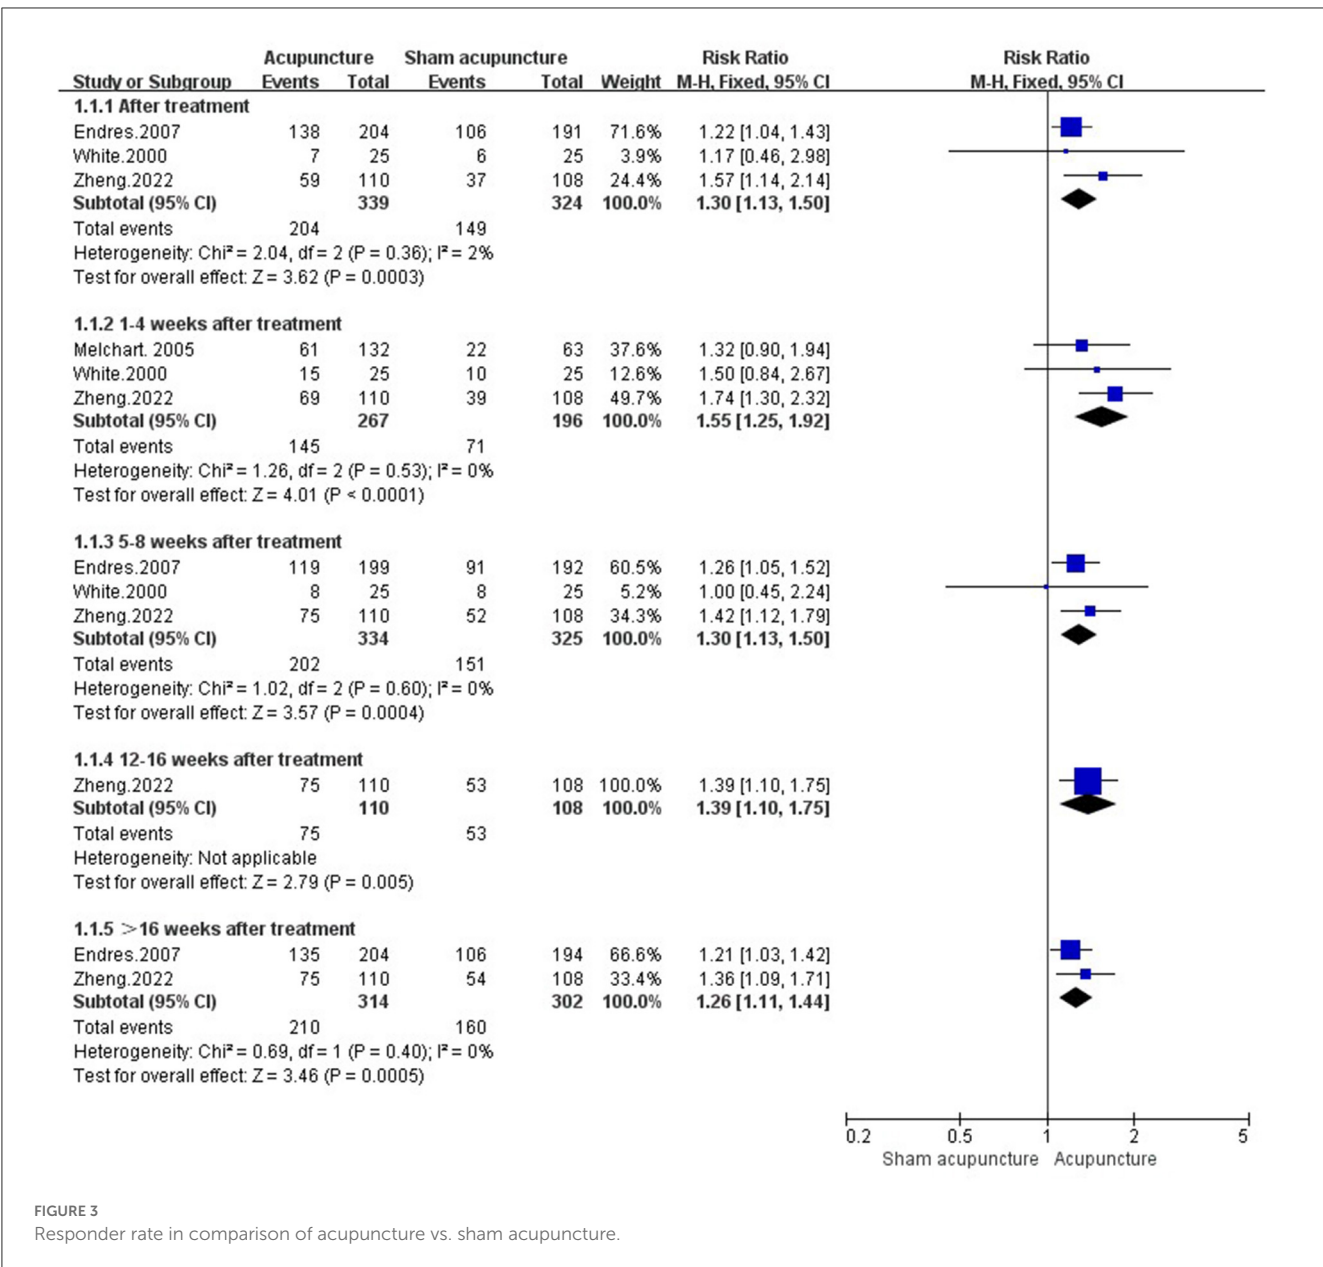 Acupuncture Sham acupuncture Risk Ratio Risk Ratio
Study or Subgroup Events Total Events Total Weight M-H, Fixed, 95% CI M-H, Fixed, 95% CI
1.1.1 After treatment
Endres.2007 138 204 106 191 71.6% 1.22 [1.04, 1.43]
White.2000 7 25 6 25 3.9% 1.17 [0.46, 2.98]
Zheng.2022 59 110 37 108 24.4% 1.57 [1.14, 2.14]
Subtotal (95% CI) 339 324 100.0% 1.30 [1.13, 1.50]
Total events 204 149
Heterogeneity: Chi² = 2.04, df = 2 (P = 0.36); I² = 2%
Test for overall effect: Z = 3.62 (P = 0.0003)
1.1.2 1-4 weeks after treatment
Melchart. 2005 61 132 22 63 37.6% 1.32 [0.90, 1.94]
White.2000 15 25 10 25 12.6% 1.50 [0.84, 2.67]
Zheng.2022 69 110 39 108 49.7% 1.74 [1.30, 2.32]
Subtotal (95% CI) 267 196 100.0% 1.55 [1.25, 1.92]
Total events 145 71
Heterogeneity: Chi² = 1.26, df = 2 (P = 0.53); I² = 0%
Test for overall effect: Z = 4.01 (P < 0.0001)
1.1.3 5-8 weeks after treatment
Endres.2007 119 199 91 192 60.5% 1.26 [1.05, 1.52]
White.2000 8 25 8 25 5.2% 1.00 [0.45, 2.24]
Zheng.2022 75 110 52 108 34.3% 1.42 [1.12, 1.79]
Subtotal (95% CI) 334 325 100.0% 1.30 [1.13, 1.50]
Total events 202 151
Heterogeneity: Chi² = 1.02, df = 2 (P = 0.60); I² = 0%
Test for overall effect: Z = 3.57 (P = 0.0004)
1.1.4 12-16 weeks after treatment
Zheng.2022 75 110 53 108 100.0% 1.39 [1.10, 1.75]
Subtotal (95% CI) 110 108 100.0% 1.39 [1.10, 1.75]
Total events 75 53
Heterogeneity: Not applicable
Test for overall effect: Z = 2.79 (P = 0.005)
1.1.5 ＞16 weeks after treatment
Endres.2007 135 204 106 194 66.6% 1.21 [1.03, 1.42]
Zheng.2022 75 110 54 108 33.4% 1.36 [1.09, 1.71]
Subtotal (95% CI) 314 302 100.0% 1.26 [1.11, 1.44]
Total events 210 160
Heterogeneity: Chi² = 0.69, df = 1 (P = 0.40); I² = 0%
Test for overall effect: Z = 3.46 (P = 0.0005)
0.2 0.5 1 2 5
Sham acupuncture Acupuncture
FIGURE 3
Responder rate in comparison of acupuncture vs. sham acupuncture.